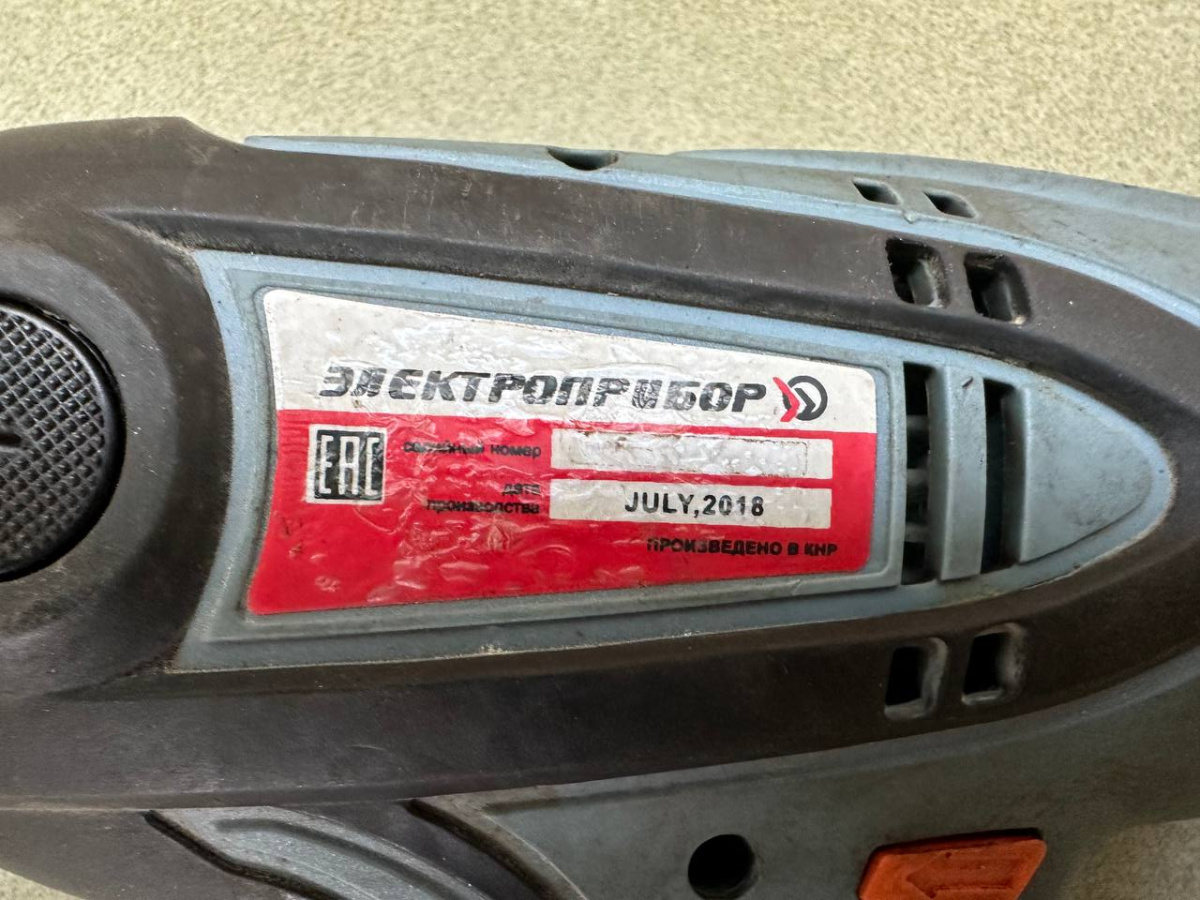 ЭЛЕКТРОПРИБОР
EAC
серийный номер
дата
производства
JULY,2018
ПРОИЗВЕДЕНО В КНР